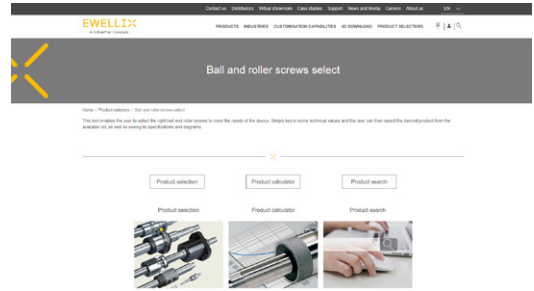 Contact us Distributors Virtual showroom Case studies Support News and Media Careers About us EN
EWELLIX
A Schaeffler Company
PRODUCTS INDUSTRIES CUSTOMISATION CAPABILITIES 3D DOWNLOAD PRODUCT SELECTORS
Ball and roller screws select
Home / Product selectors / Ball and roller screws select
This tool enables the user to select the right ball and roller screws to meet the needs of the device. Simply key in some technical values and the user can then select the desired product from the
available list, as well as seeing its specifications and diagrams.
Product selection Product calculator Product search
Product selection Product calculator Product search